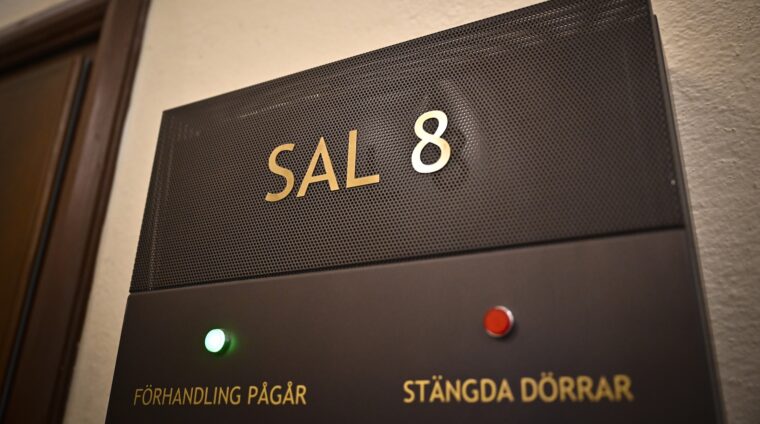 SAL 8
FÖRHANDLING PÅGÅR
STÄNGDA DÖRRAR